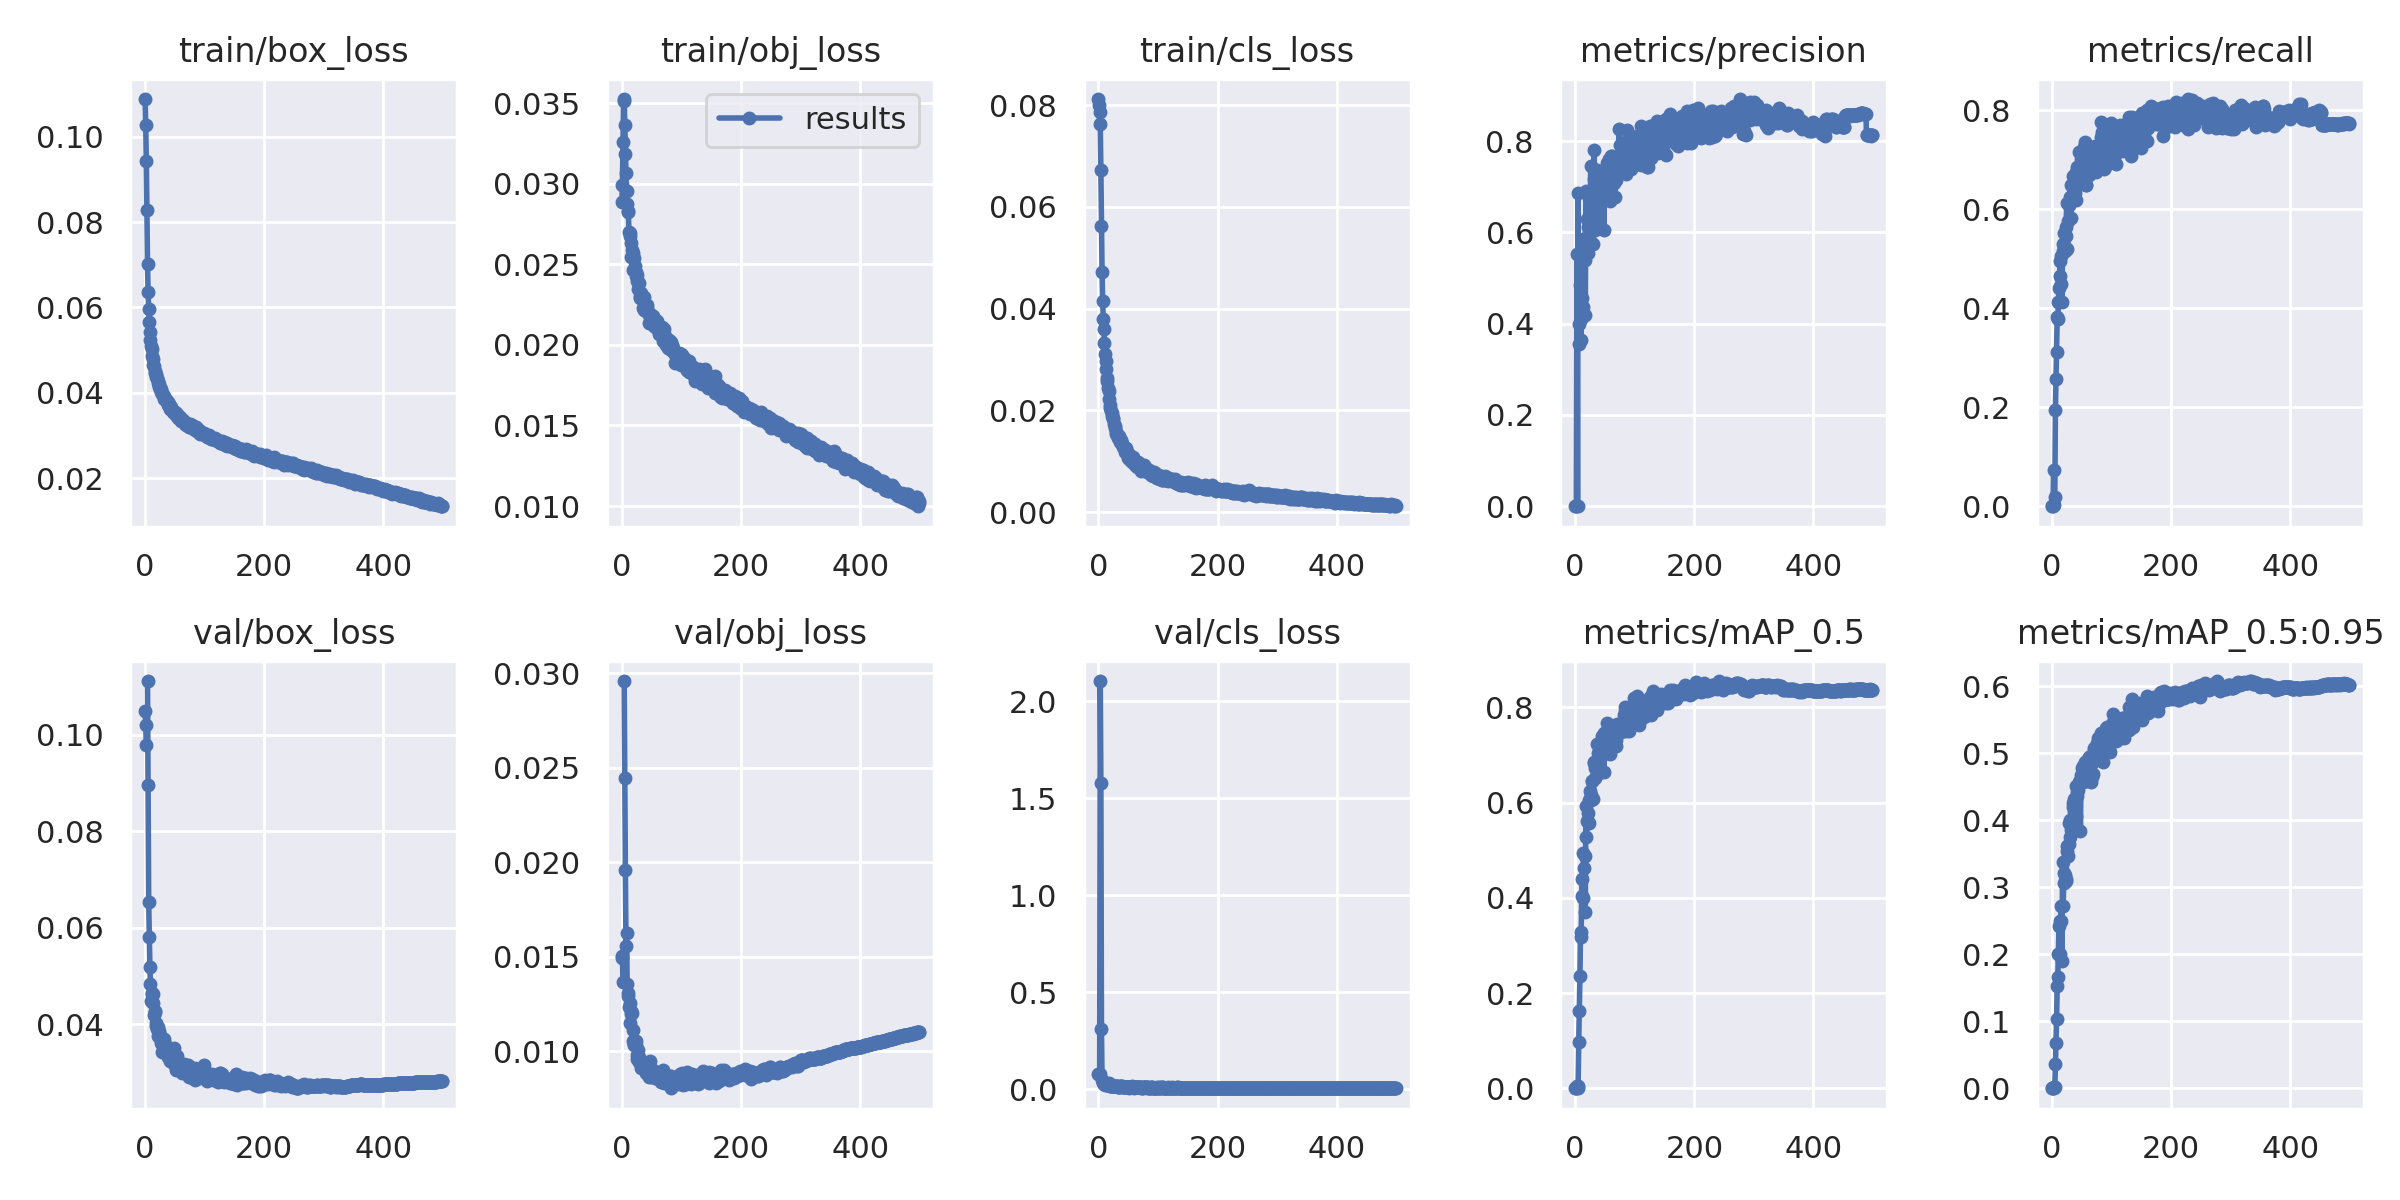 train/box_loss
0.10
0.08
0.06
0.04
0.02
0 200 400
train/obj_loss
results
0.035
0.030
0.025
0.020
0.015
0.010
0 200 400
train/cls_loss
0.08
0.06
0.04
0.02
0.00
0 200 400
metrics/precision
0.8
0.6
0.4
0.2
0.0
0 200 400
metrics/recall
0.8
0.6
0.4
0.2
0.0
0 200 400
val/box_loss
0.10
0.08
0.06
0.04
0 200 400
val/obj_loss
0.030
0.025
0.020
0.015
0.010
0 200 400
val/cls_loss
2.0
1.5
1.0
0.5
0.0
0 200 400
metrics/mAP_0.5
0.8
0.6
0.4
0.2
0.0
0 200 400
metrics/mAP_0.5:0.95
0.6
0.5
0.4
0.3
0.2
0.1
0.0
0 200 400